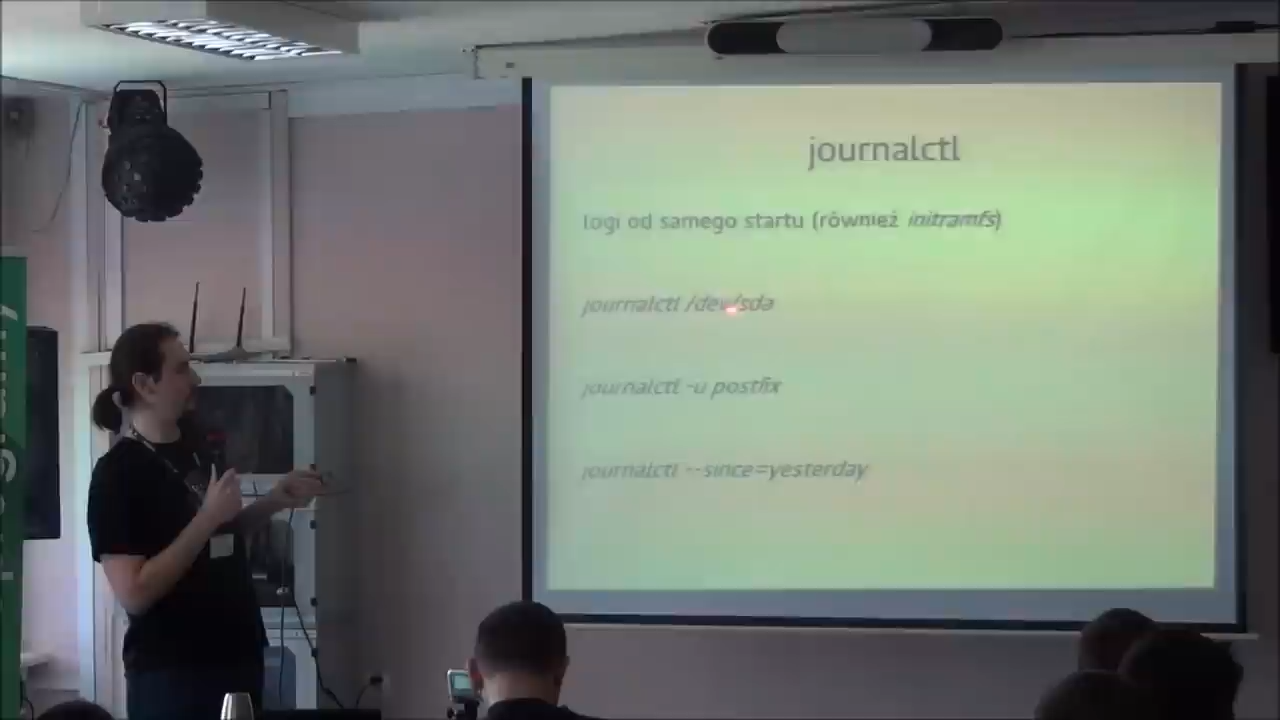 journalctl
logi od samego startu (również initramfs)
journalctl /dev/sda
journalctl -u postfix
journalctl --since=yesterday